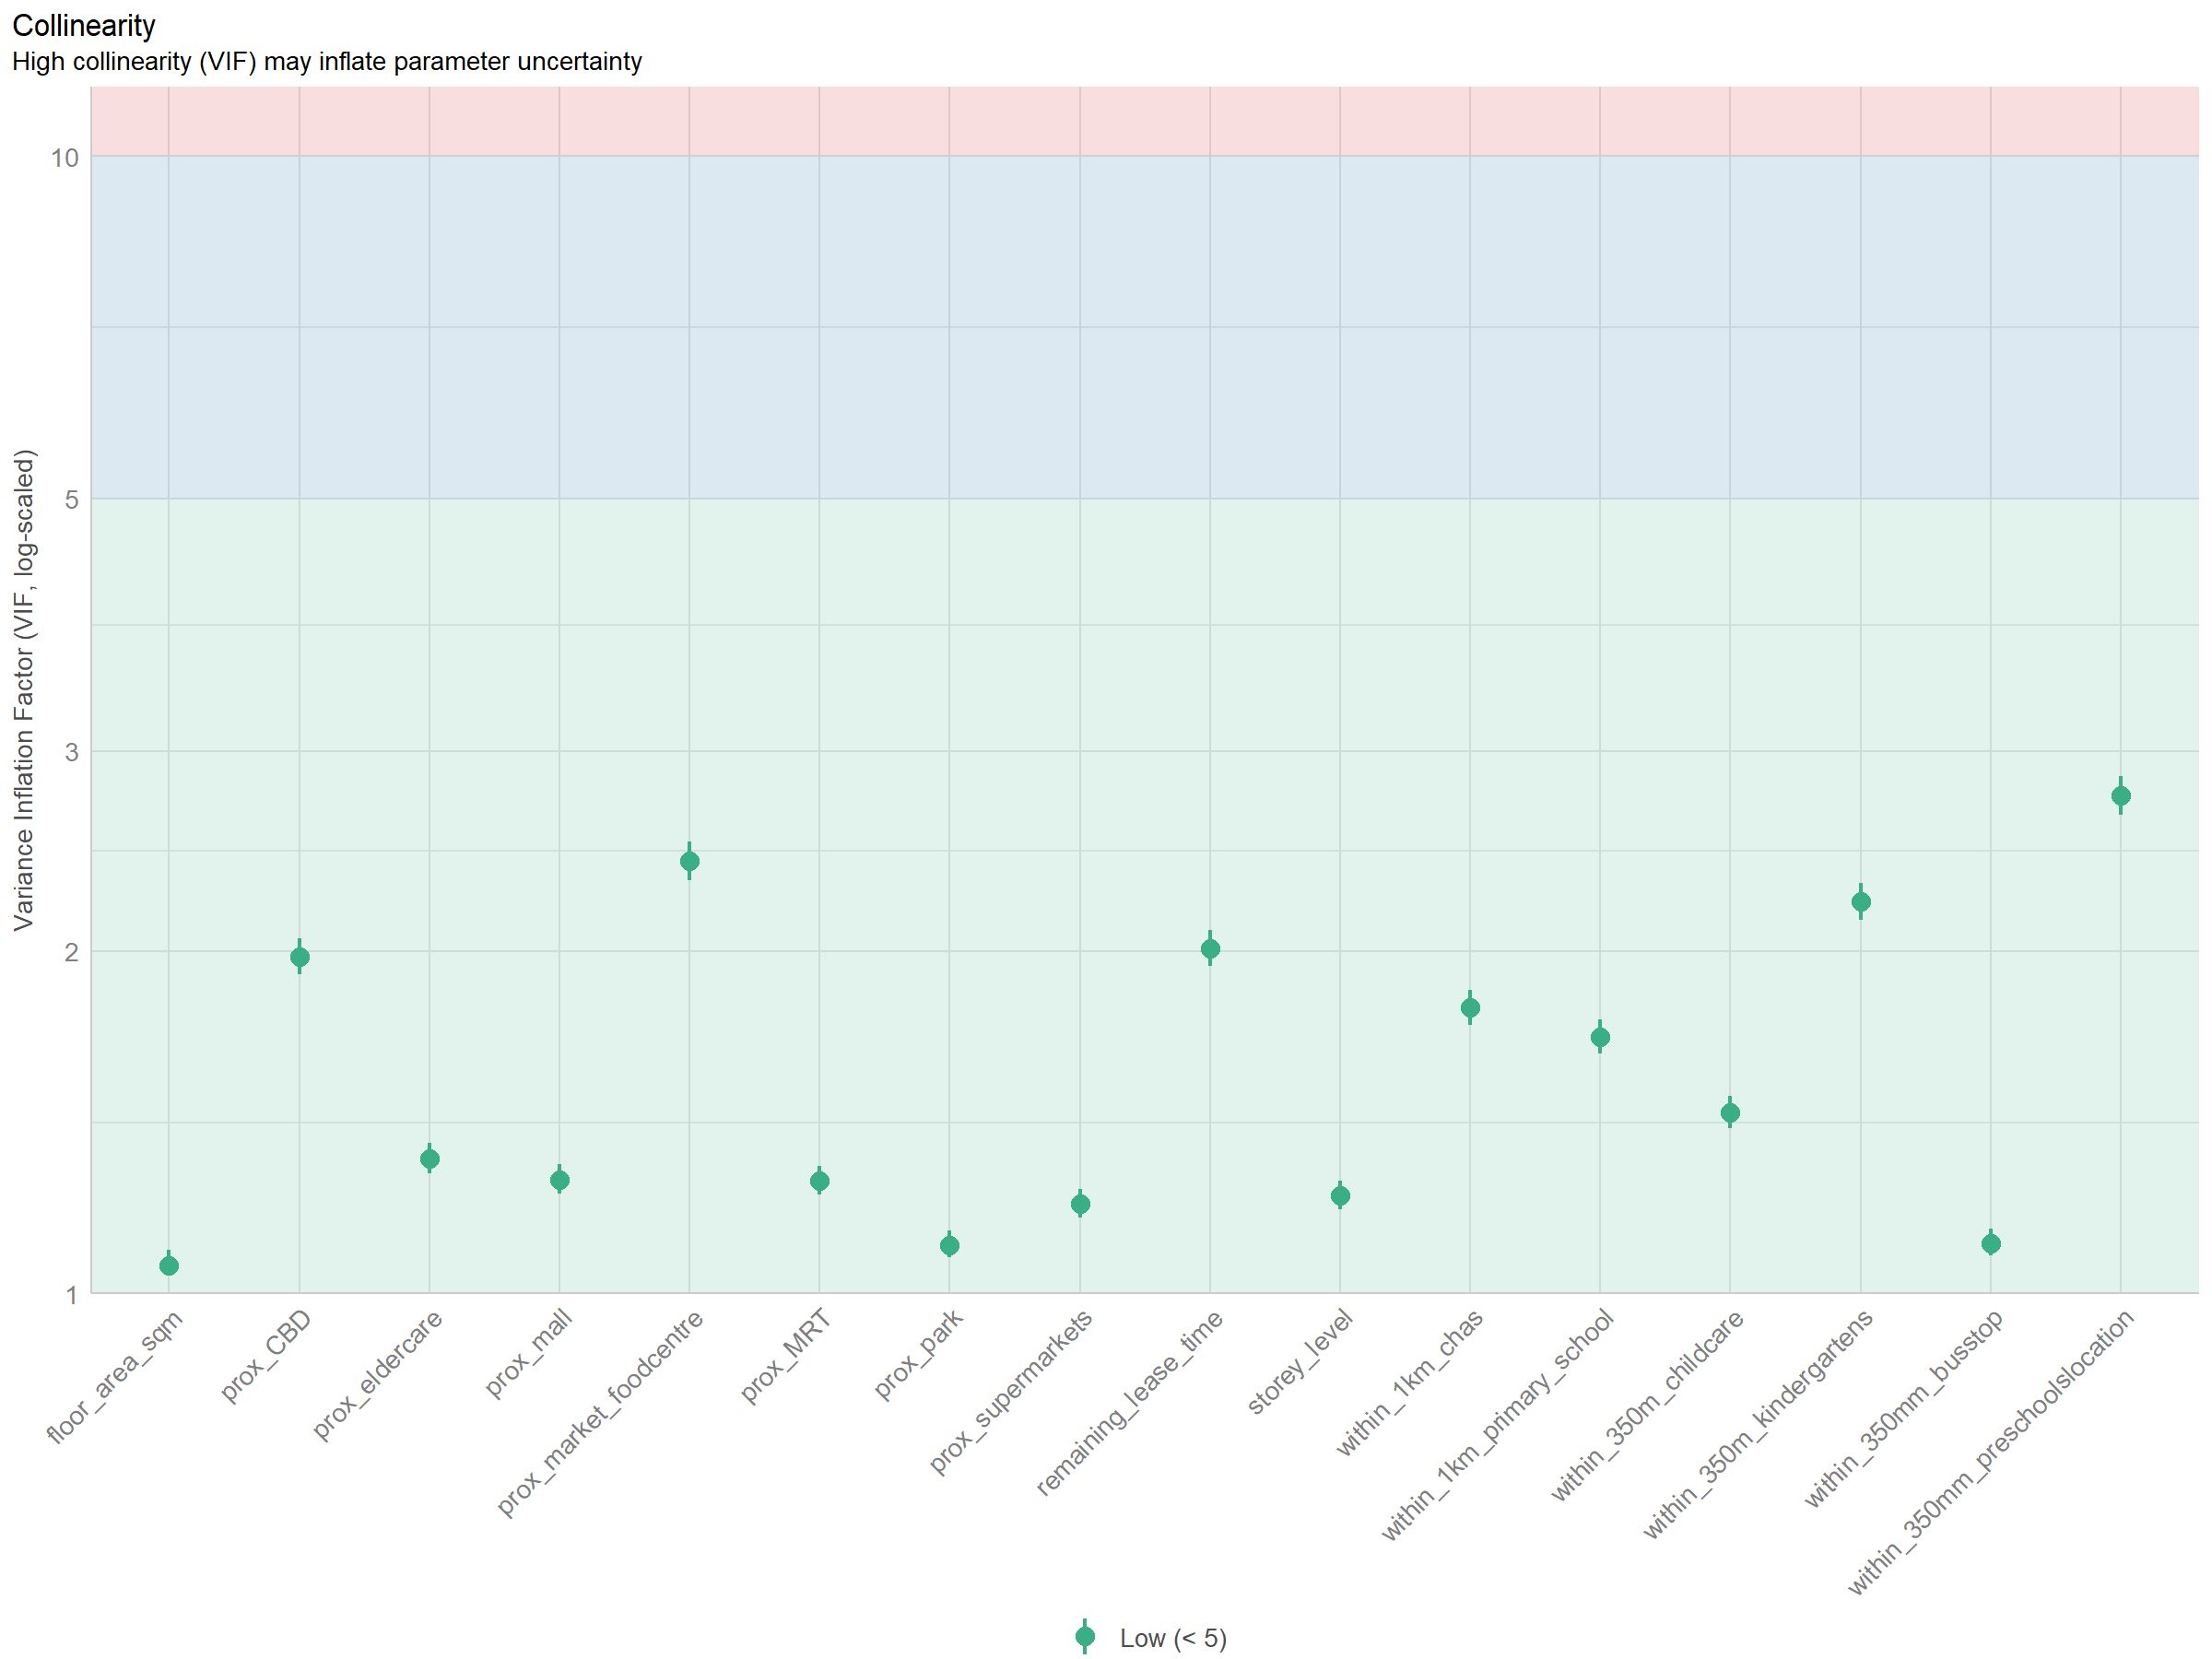 Collinearity
High collinearity (VIF) may inflate parameter uncertainty
Variance Inflation Factor (VIF, log-scaled)
10
5
3
2
1
floor_area_sqm
prox_CBD
prox_eldercare
prox_mall
prox_market_foodcentre
prox_MRT
prox_park
prox_supermarkets
remaining_lease_time
storey_level
within_1km_chas
within_1km_primary_school
within_350m_childcare
within_350m_kindergartens
within_350mm_busstop
within_350mm_preschoolslocation
Low (< 5)